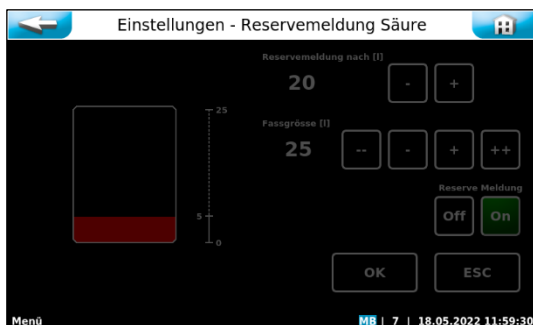 Einstellungen - Reservemeldung Säure
Reservemeldung nach [l]
20 - +
Fassgrösse [l]
25 -- - + ++
25
5
0
Reserve Meldung
Off On
OK ESC
Menü MB | 7 | 18.05.2022 11:59:30